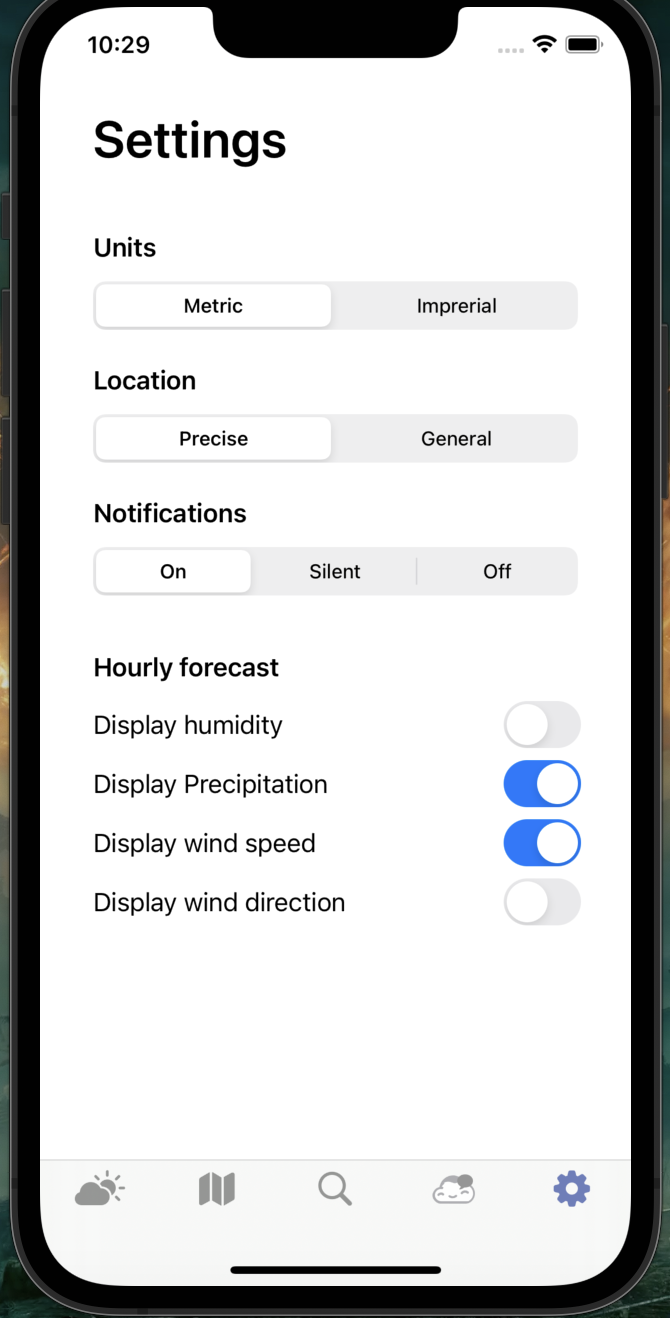 10:29
Settings
Units
Metric Imprerial
Location
Precise General
Notifications
On Silent Off
Hourly forecast
Display humidity
Display Precipitation
Display wind speed
Display wind direction